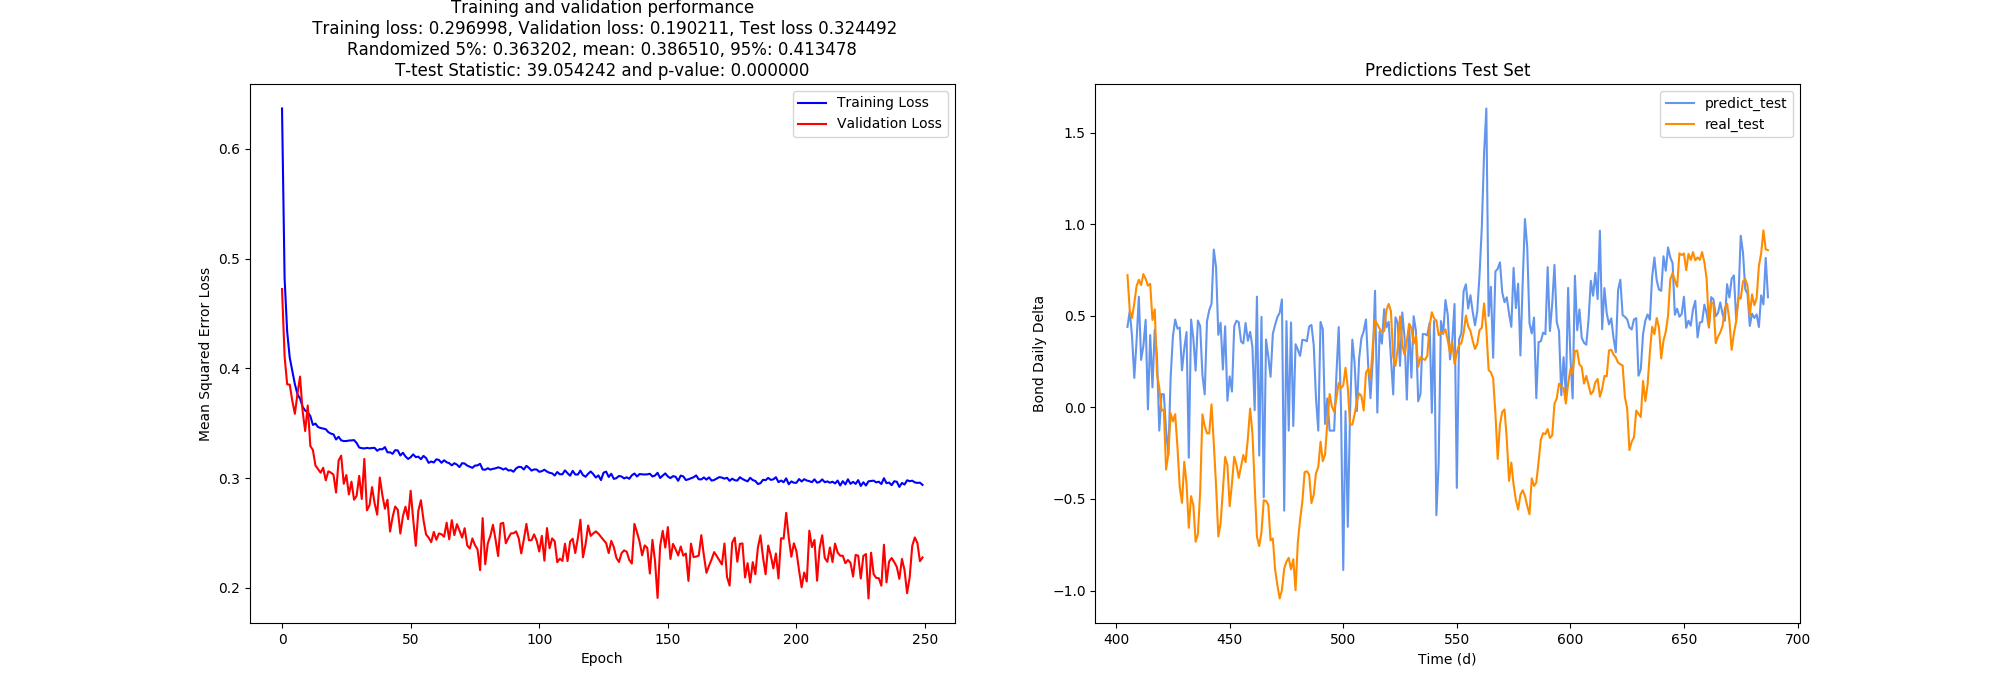 Training and validation performance
Training loss: 0.296998, Validation loss: 0.190211, Test loss 0.324492
Randomized 5%: 0.363202, mean: 0.386510, 95%: 0.413478
T-test Statistic: 39.054242 and p-value: 0.000000
Training Loss
Validation Loss
Mean Squared Error Loss
0.6
0.5
0.4
0.3
0.2
0
50
100
150
200
250
Epoch
Predictions Test Set
predict_test
real_test
Bond Daily Delta
1.5
1.0
0.5
0.0
−0.5
−1.0
400
450
500
550
600
650
700
Time (d)